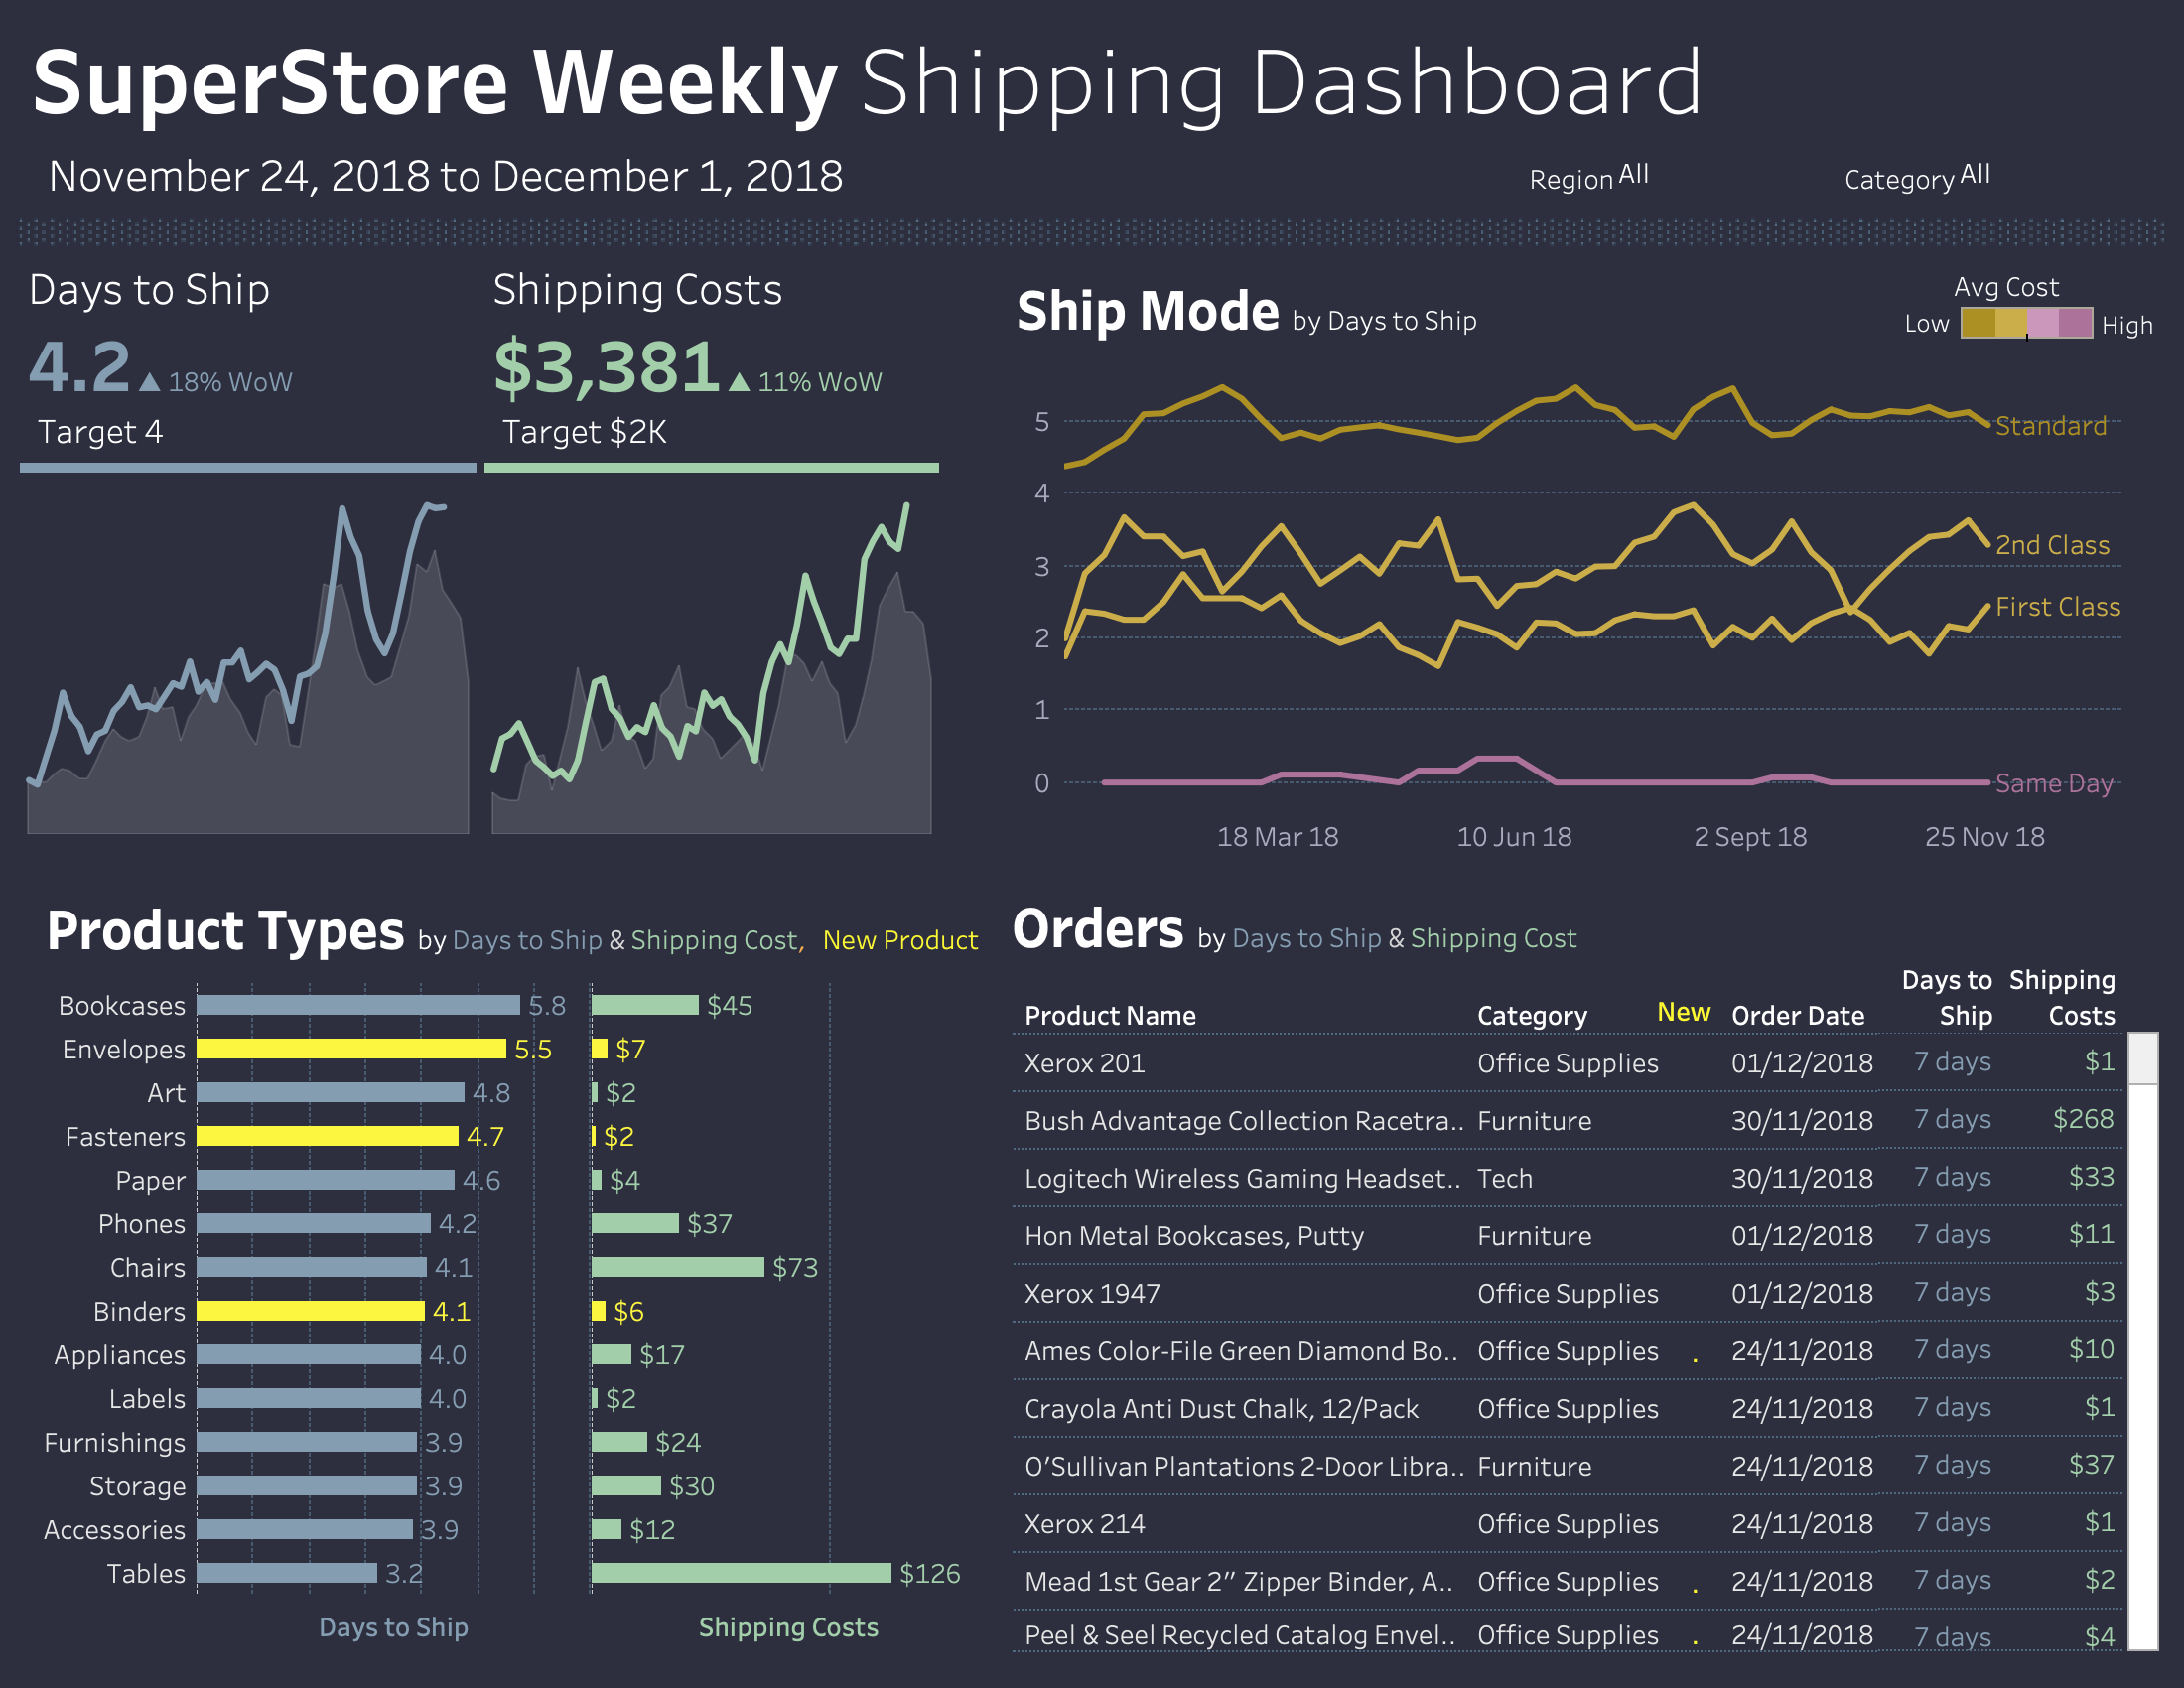 SuperStore Weekly Shipping Dashboard
November 24, 2018 to December 1, 2018
Region All
Category All
Days to Ship
4.2 ▲ 18% WoW
Target 4
Shipping Costs
$3,381 ▲ 11% WoW
Target $2K
Ship Mode by Days to Ship
Avg Cost
Low High
5
4
3
2
1
0
Standard
2nd Class
First Class
Same Day
18 Mar 18 10 Jun 18 2 Sept 18 25 Nov 18
Product Types by Days to Ship & Shipping Cost, New Product
Bookcases 5.8 $45
Envelopes 5.5 $7
Art 4.8 $2
Fasteners 4.7 $2
Paper 4.6 $4
Phones 4.2 $37
Chairs 4.1 $73
Binders 4.1 $6
Appliances 4.0 $17
Labels 4.0 $2
Furnishings 3.9 $24
Storage 3.9 $30
Accessories 3.9 $12
Tables 3.2 $126
Days to Ship Shipping Costs
Orders by Days to Ship & Shipping Cost
Product Name Category New Order Date Days to Ship Shipping Costs
Xerox 201 Office Supplies 01/12/2018 7 days $1
Bush Advantage Collection Racetra.. Furniture 30/11/2018 7 days $268
Logitech Wireless Gaming Headset.. Tech 30/11/2018 7 days $33
Hon Metal Bookcases, Putty Furniture 01/12/2018 7 days $11
Xerox 1947 Office Supplies 01/12/2018 7 days $3
Ames Color-File Green Diamond Bo.. Office Supplies . 24/11/2018 7 days $10
Crayola Anti Dust Chalk, 12/Pack Office Supplies 24/11/2018 7 days $1
O’Sullivan Plantations 2-Door Libra.. Furniture 24/11/2018 7 days $37
Xerox 214 Office Supplies 24/11/2018 7 days $1
Mead 1st Gear 2” Zipper Binder, A.. Office Supplies . 24/11/2018 7 days $2
Peel & Seel Recycled Catalog Envel.. Office Supplies . 24/11/2018 7 days $4